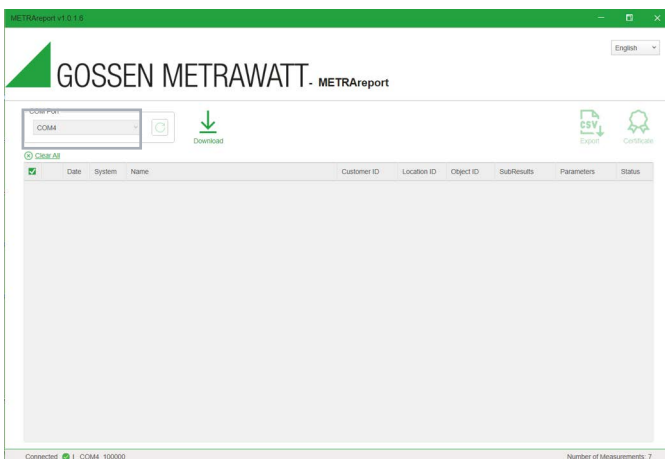 METRAreport v1.0.1.6
English
GOSSEN METRAWATT - METRAreport
COM Port
COM4
Download
CSV
Export
Certificate
Clear All
Date System Name Customer ID Location ID Object ID SubResults Parameters Status
Connected | COM4 100000 Number of Measurements: 7